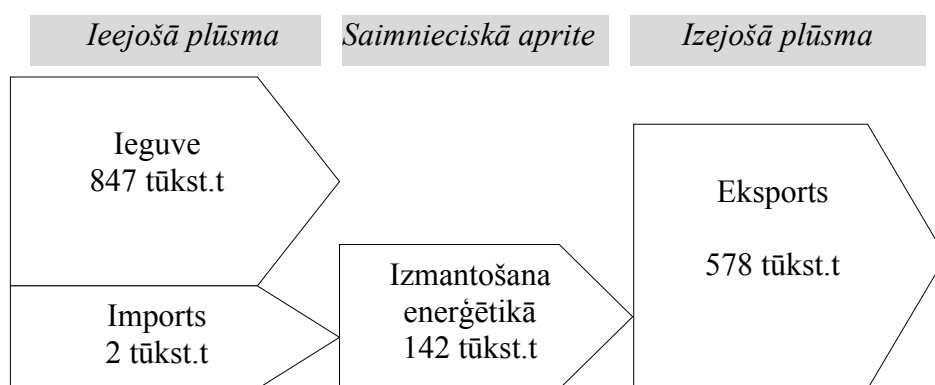 Ieejošā plūsma
Saimnieciskā aprite
Izejošā plūsma
Ieguve
847 tūkst.t
Imports
2 tūkst.t
Izmantošana
enerģētikā
142 tūkst.t
Eksports
578 tūkst.t